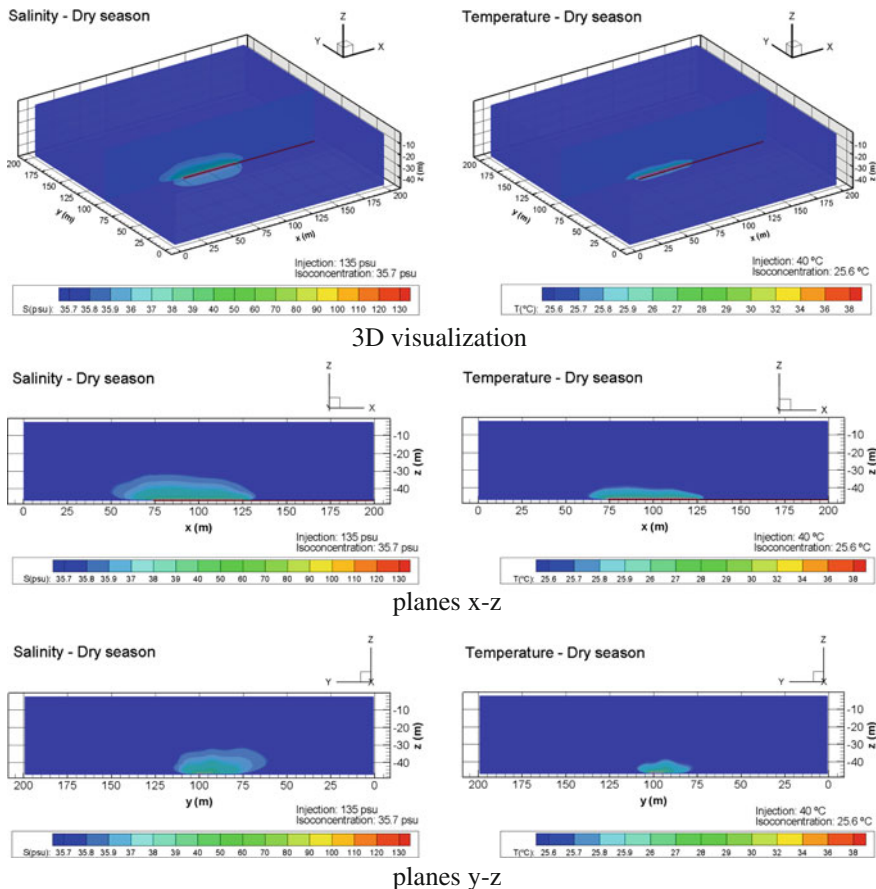 Salinity - Dry season
Z
Y
X
-10
-20
-30
-40
z (m)
200
175
150
125
100
75
50
25
0
y (m)
0
25
50
75
100
125
150
175
200
x (m)
Injection: 135 psu
Isoconcentration: 35.7 psu
S(psu): 35.7 35.8 35.9 36 37 38 39 40 50 60 70 80 90 100 110 120 130
Temperature - Dry season
Z
Y
X
-10
-20
-30
-40
z (m)
200
175
150
125
100
75
50
25
0
y (m)
0
25
50
75
100
125
150
175
200
x (m)
Injection: 40 ºC
Isoconcentration: 25.6 ºC
T(ºC): 25.6 25.7 25.8 25.9 26 27 28 29 30 32 34 36 38
3D visualization
Salinity - Dry season
Z
Y X
-10
-20
-30
-40
z (m)
0 25 50 75 100 125 150 175 200
x (m)
Injection: 135 psu
Isoconcentration: 35.7 psu
S(psu): 35.7 35.8 35.9 37 38 39 40 50 60 70 80 90 100 110 120 130
Temperature - Dry season
Z
Y X
-10
-20
-30
-40
z (m)
0 25 50 75 100 125 150 175 200
x (m)
Injection: 40 ºC
Isoconcentration: 25.6 ºC
T(ºC): 25.6 25.7 25.8 25.9 26 27 28 29 30 32 34 36 38
planes x-z
Salinity - Dry season
Z
Y X
-10
-20
-30
-40
z (m)
200 150 100 75 50 25 0
y (m)
Injection: 135 psu
Isoconcentration: 35.7 psu
S(psu): 35.7 35.8 35.9 36 37 38 39 40 50 60 70 80 90 100 110 120 130
Temperature - Dry season
Z
Y X
-10
-20
-30
-40
z (m)
200 150 100 75 50 25 0
y (m)
Injection: 40 ºC
Isoconcentration: 25.6 ºC
T(ºC): 25.6 25.7 25.8 25.9 26 27 28 29 30 32 34 36 38
planes y-z